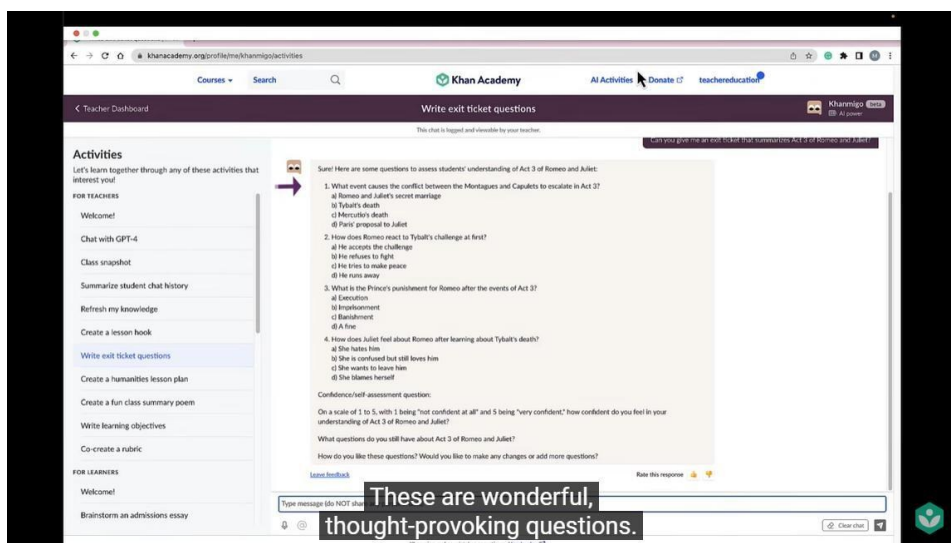 khanacademy.org/profile/me/khanmigo/activities
Courses Search Khan Academy AI Activities Donate teachereducation
Teacher Dashboard Write exit ticket questions Khanmigo beta
AI power
This chat is logged and viewable by your teacher.
Can you give me an exit ticket that summarizes Act 3 of Romeo and Juliet?
Activities
Let's learn together through any of these activities that
interest you!
FOR TEACHERS
Welcome!
Chat with GPT-4
Class snapshot
Summarize student chat history
Refresh my knowledge
Create a lesson hook
Write exit ticket questions
Create a humanities lesson plan
Create a fun class summary poem
Write learning objectives
Co-create a rubric
FOR LEARNERS
Welcome!
Brainstorm an admissions essay
Sure! Here are some questions to assess students' understanding of Act 3 of Romeo and Juliet:
1. What event causes the conflict between the Montagues and Capulets to escalate in Act 3?
a) Romeo and Juliet's secret marriage
b) Tybalt's death
c) Mercutio's death
d) Paris' proposal to Juliet
2. How does Romeo react to Tybalt's challenge at first?
a) He accepts the challenge
b) He refuses to fight
c) He tries to make peace
d) He runs away
3. What is the Prince's punishment for Romeo after the events of Act 3?
a) Execution
b) Imprisonment
c) Banishment
d) A fine
4. How does Juliet feel about Romeo after learning about Tybalt's death?
a) She hates him
b) She is confused but still loves him
c) She wants to leave him
d) She blames herself
Confidence/self-assessment question:
On a scale of 1 to 5, with 1 being "not confident at all" and 5 being "very confident," how confident do you feel in your
understanding of Act 3 of Romeo and Juliet?
What questions do you still have about Act 3 of Romeo and Juliet?
How do you like these questions? Would you like to make any changes or add more questions?
Leave feedback Rate this response
Type message (do NOT
Clear chat
These are wonderful,
thought-provoking questions.